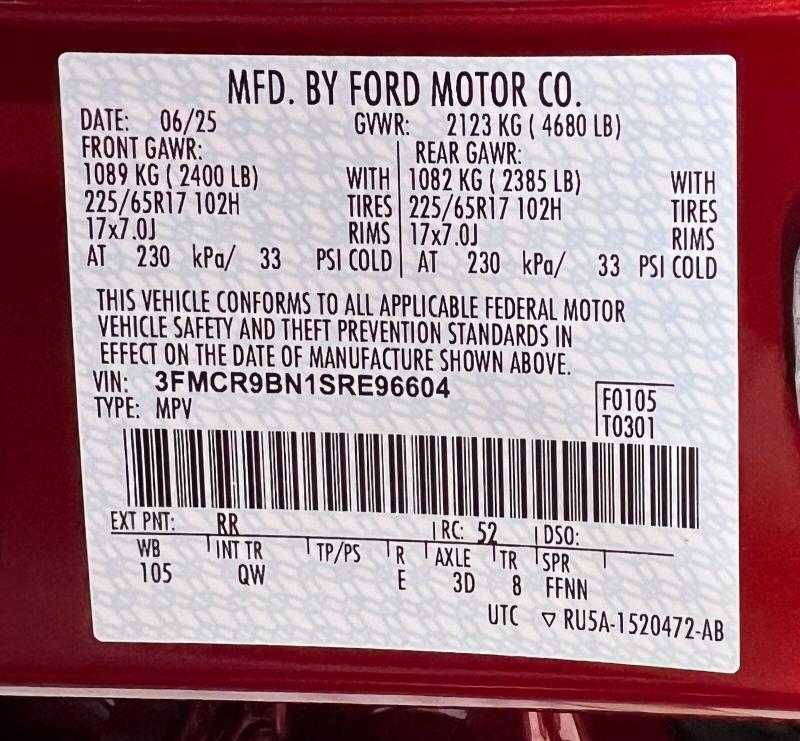 MFD. BY FORD MOTOR CO.
DATE: 06/25 GVWR: 2123 KG ( 4680 LB)
FRONT GAWR: REAR GAWR:
1089 KG ( 2400 LB) WITH 1082 KG ( 2385 LB) WITH
225/65R17 102H TIRES 225/65R17 102H TIRES
17x7.0J RIMS 17x7.0J RIMS
AT 230 kPa/ 33 PSI COLD AT 230 kPa/ 33 PSI COLD
THIS VEHICLE CONFORMS TO ALL APPLICABLE FEDERAL MOTOR
VEHICLE SAFETY AND THEFT PREVENTION STANDARDS IN
EFFECT ON THE DATE OF MANUFACTURE SHOWN ABOVE.
VIN: 3FMCR9BN1SRE96604 F0105
TYPE: MPV T0301
EXT PNT: RR RC: 52 DSO:
WB INT TR TP/PS R AXLE TR SPR
105 QW E 3D 8 FFNN
UTC ▽ RU5A-1520472-AB